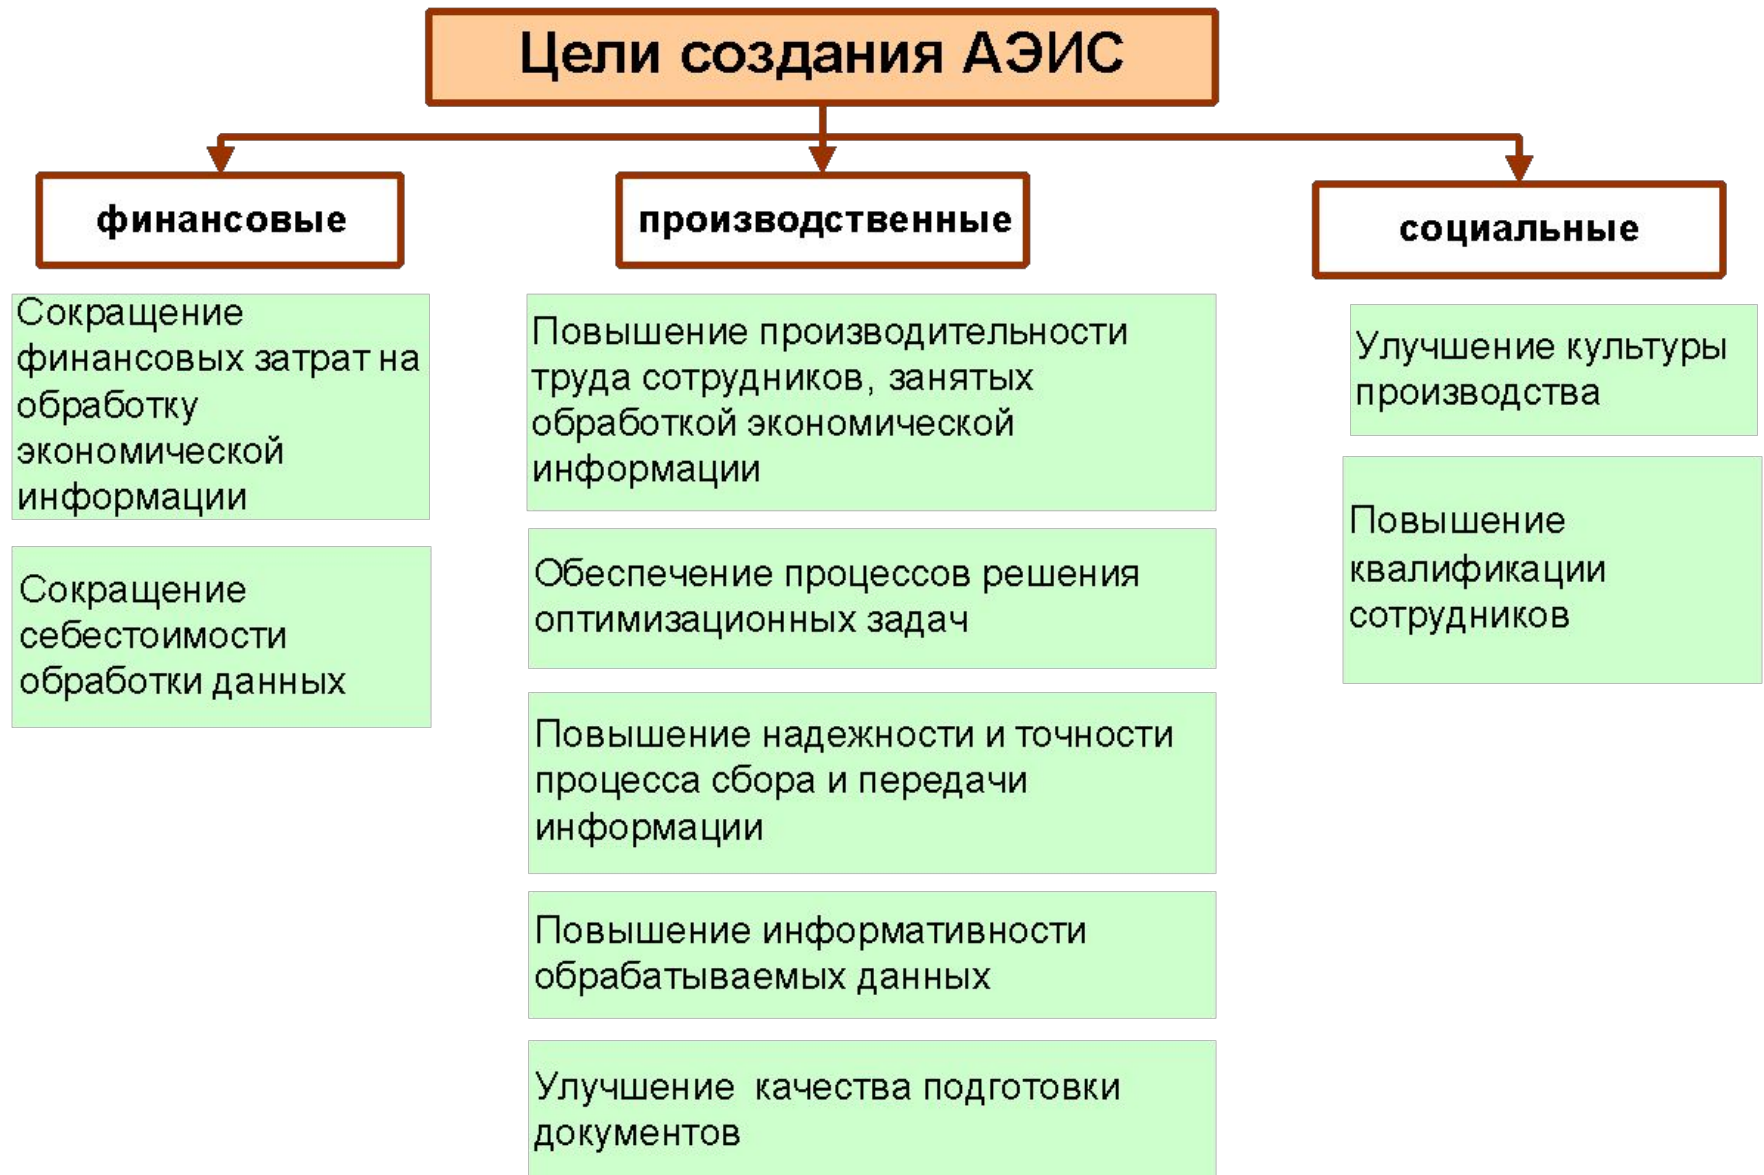 Цели создания АЭИС
финансовые
Сокращение
финансовых затрат на
обработку
экономической
информации
Сокращение
себестоимости
обработки данных
производственные
Повышение производительности
труда сотрудников, занятых
обработкой экономической
информации
Обеспечение процессов решения
оптимизационных задач
Повышение надежности и точности
процесса сбора и передачи
информации
Повышение информативности
обрабатываемых данных
Улучшение качества подготовки
документов
социальные
Улучшение культуры
производства
Повышение
квалификации
сотрудников